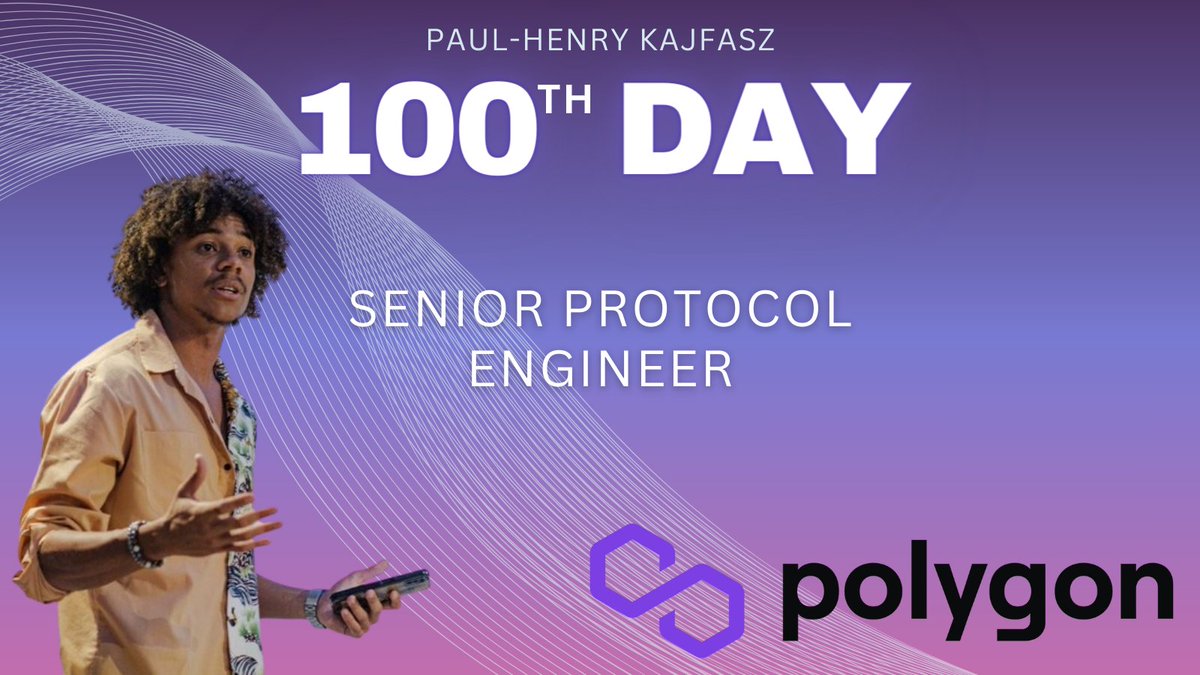 PAUL-HENRY KAJFASZ
100TH DAY
SENIOR PROTOCOL
ENGINEER
polygon